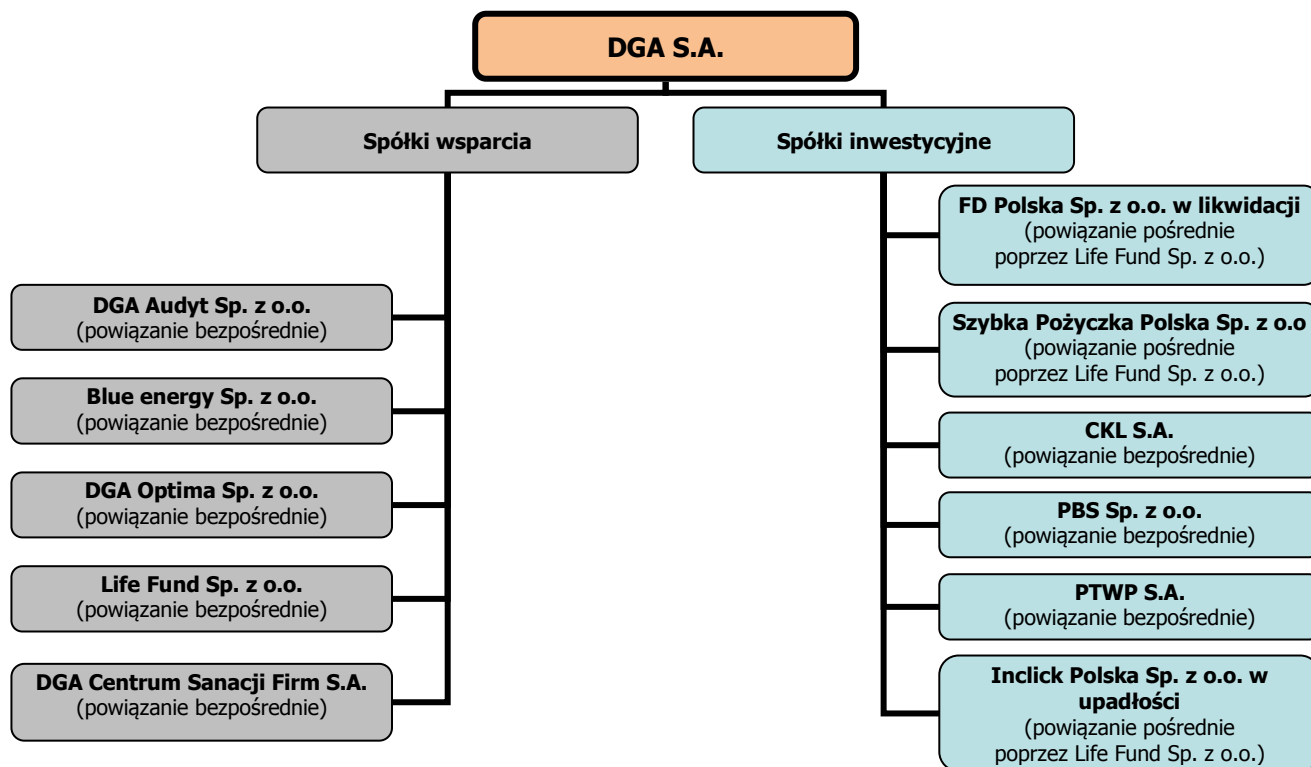 DGA S.A.
Spółki wsparcia
Spółki inwestycyjne
DGA Audyt Sp. z o.o.
(powiązanie bezpośrednie)
Blue energy Sp. z o.o.
(powiązanie bezpośrednie)
DGA Optima Sp. z o.o.
(powiązanie bezpośrednie)
Life Fund Sp. z o.o.
(powiązanie bezpośrednie)
DGA Centrum Sanacji Firm S.A.
(powiązanie bezpośrednie)
FD Polska Sp. z o.o. w likwidacji
(powiązanie pośrednie
poprzez Life Fund Sp. z o.o.)
Szybka Pożyczka Polska Sp. z o.o
(powiązanie pośrednie
poprzez Life Fund Sp. z o.o.)
CKL S.A.
(powiązanie bezpośrednie)
PBS Sp. z o.o.
(powiązanie bezpośrednie)
PTWP S.A.
(powiązanie bezpośrednie)
Inclick Polska Sp. z o.o. w
upadłości
(powiązanie pośrednie
poprzez Life Fund Sp. z o.o.)